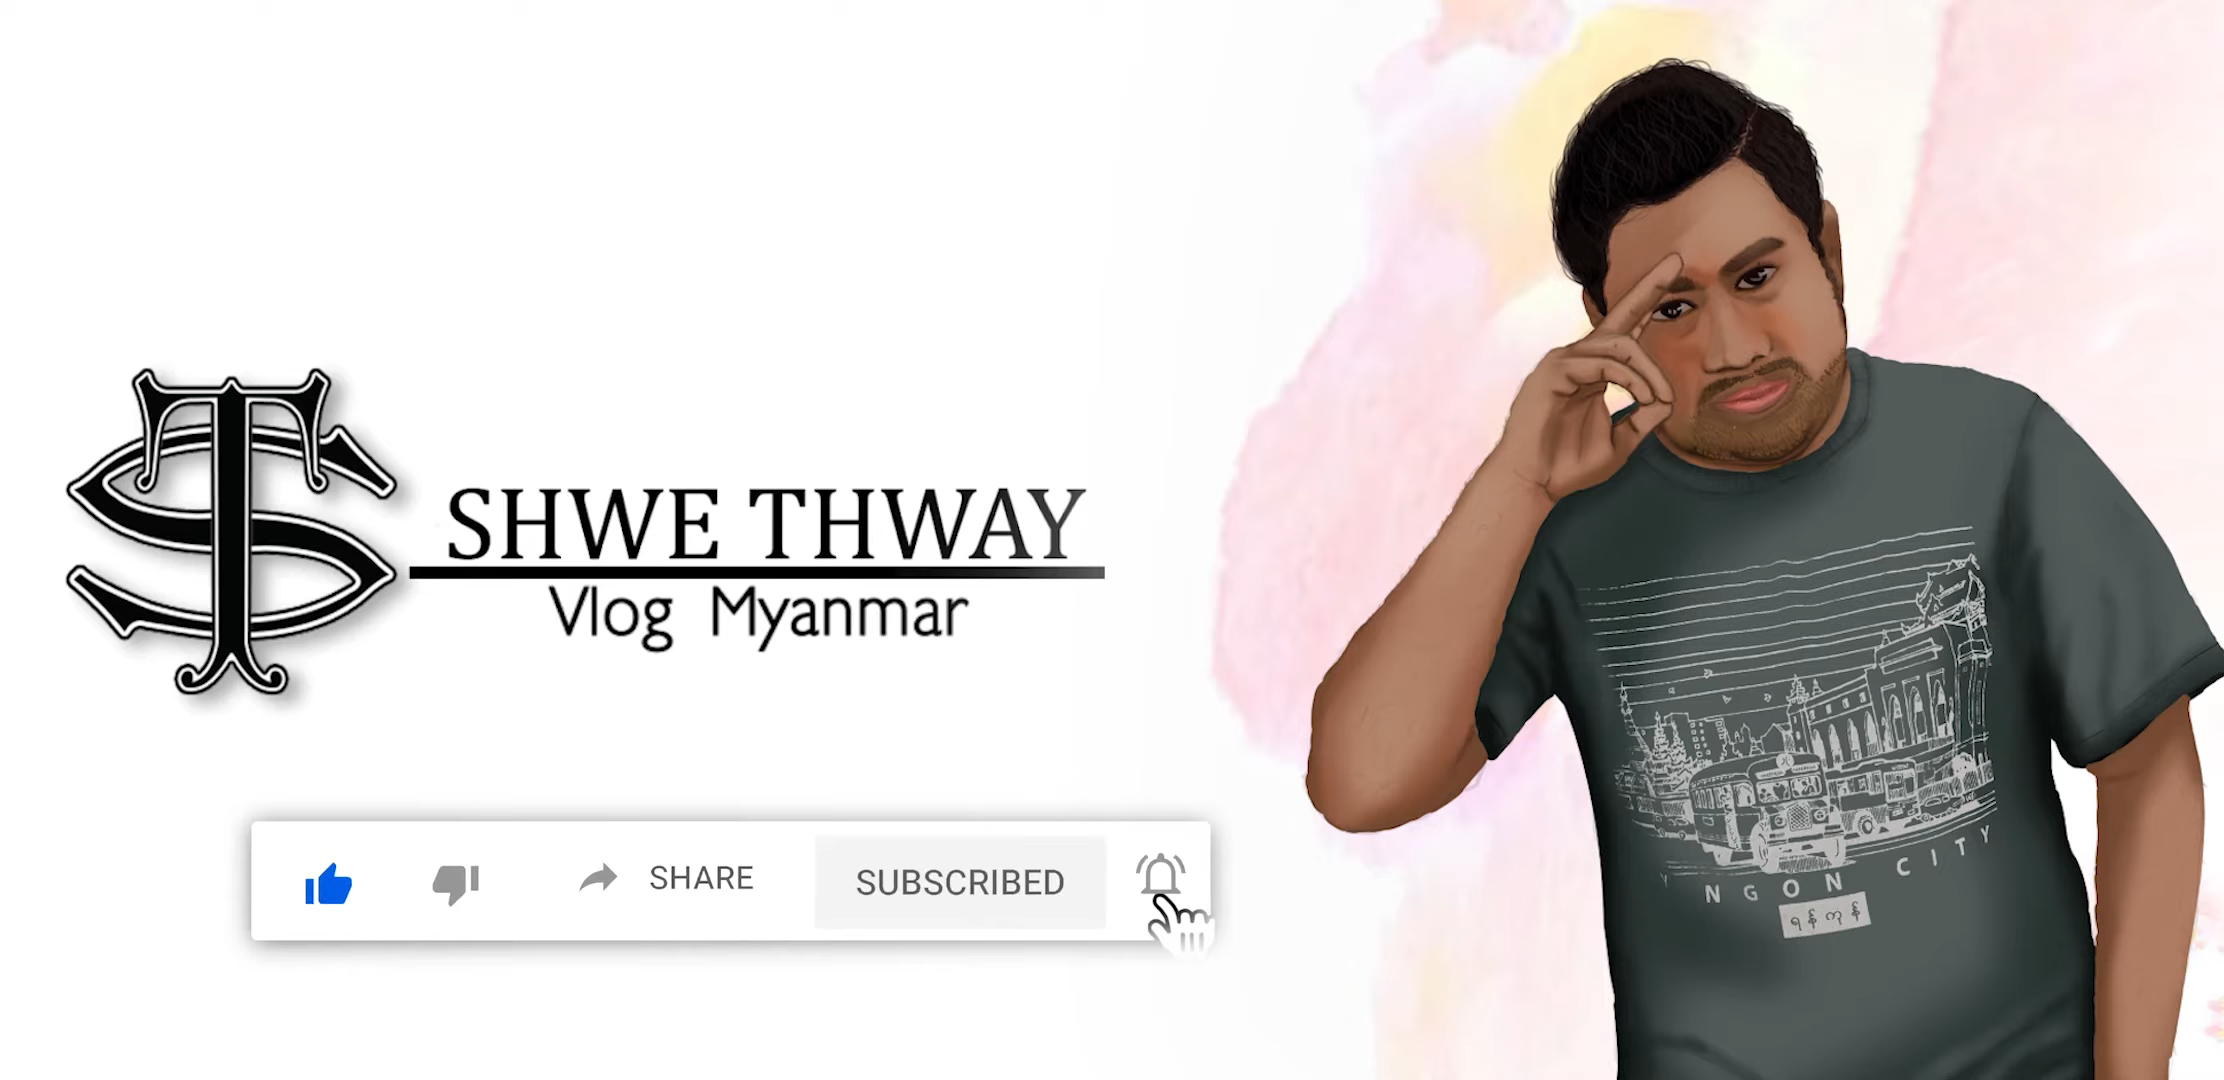 SHWE THWAY
Vlog Myanmar
SHARE
SUBSCRIBED
Y NGON CITY
ရန်ကုန်